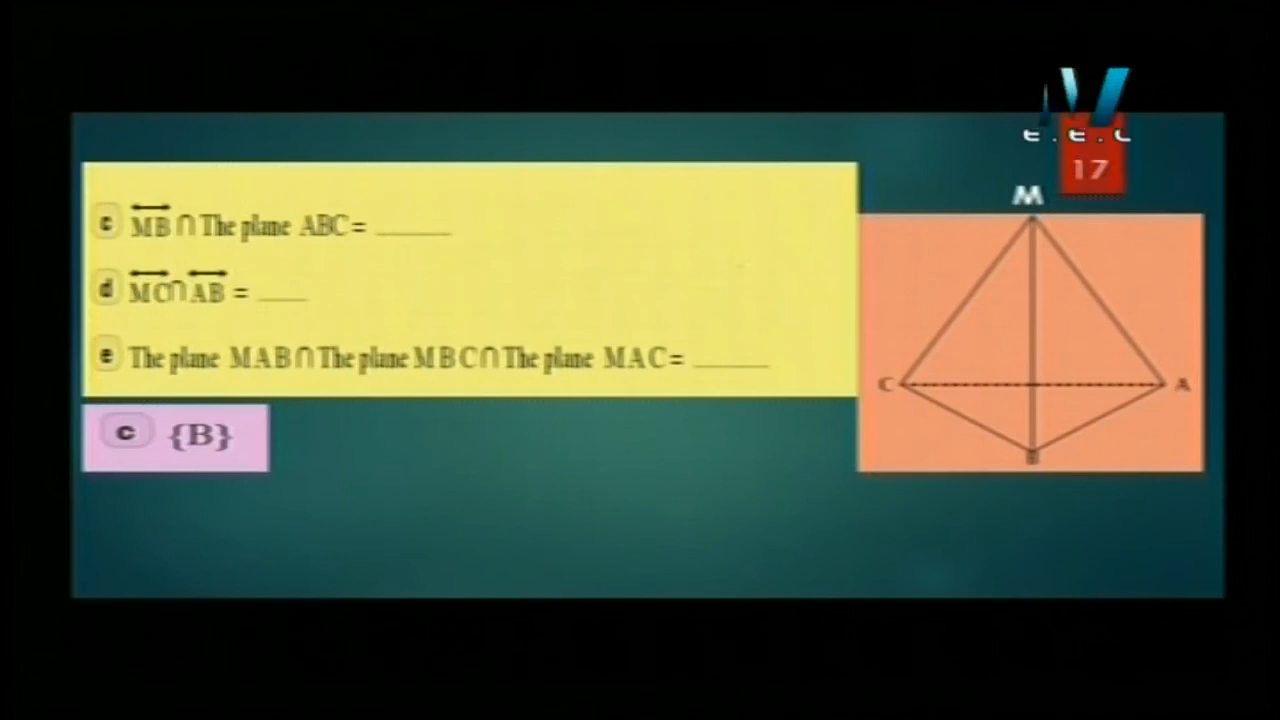 e.e.c
17
M
c MB ∩ The plane ABC = ______
d MC ∩ AB = ____
e The plane MAB ∩ The plane MBC ∩ The plane MAC = ______
C A
B
c {B}